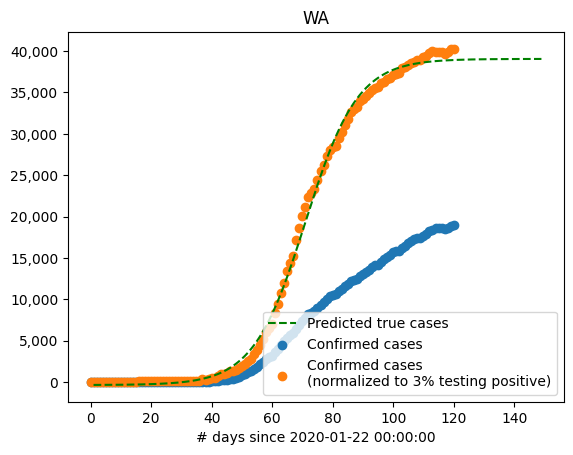 WA
40,000
35,000
30,000
25,000
20,000
15,000
10,000
5,000
0
Predicted true cases
Confirmed cases
Confirmed cases
(normalized to 3% testing positive)
0 20 40 60 80 100 120 140
# days since 2020-01-22 00:00:00